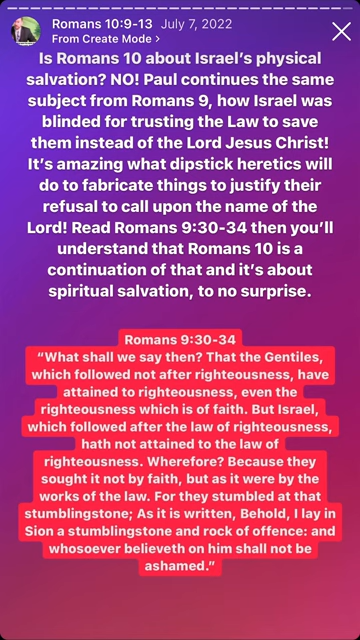 Romans 10:9-13 July 7, 2022
From Create Mode >
Is Romans 10 about Israel's physical
salvation? NO! Paul continues the same
subject from Romans 9, how Israel was
blinded for trusting the Law to save
them instead of the Lord Jesus Christ!
It's amazing what dipstick heretics will
do to fabricate things to justify their
refusal to call upon the name of the
Lord! Read Romans 9:30-34 then you'll
understand that Romans 10 is a
continuation of that and it's about
spiritual salvation, to no surprise.
Romans 9:30-34
“What shall we say then? That the Gentiles,
which followed not after righteousness, have
attained to righteousness, even the
righteousness which is of faith. But Israel,
which followed after the law of righteousness,
hath not attained to the law of
righteousness. Wherefore? Because they
sought it not by faith, but as it were by the
works of the law. For they stumbled at that
stumblingstone; As it is written, Behold, I lay in
Sion a stumblingstone and rock of offence: and
whosoever believeth on him shall not be
ashamed.”